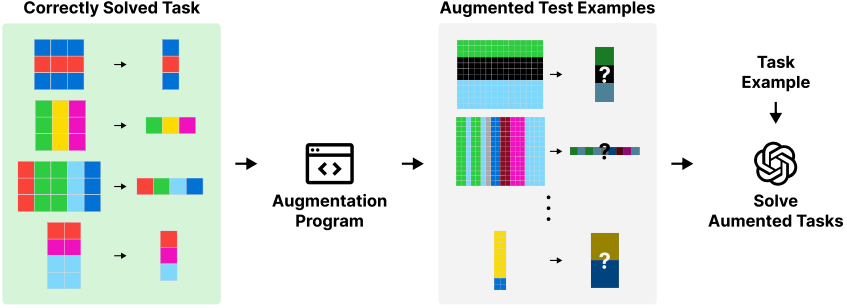 Correctly Solved Task
Augmented Test Examples
?
?
?
Augmentation
Program
Task
Example
Solve
Aumented Tasks